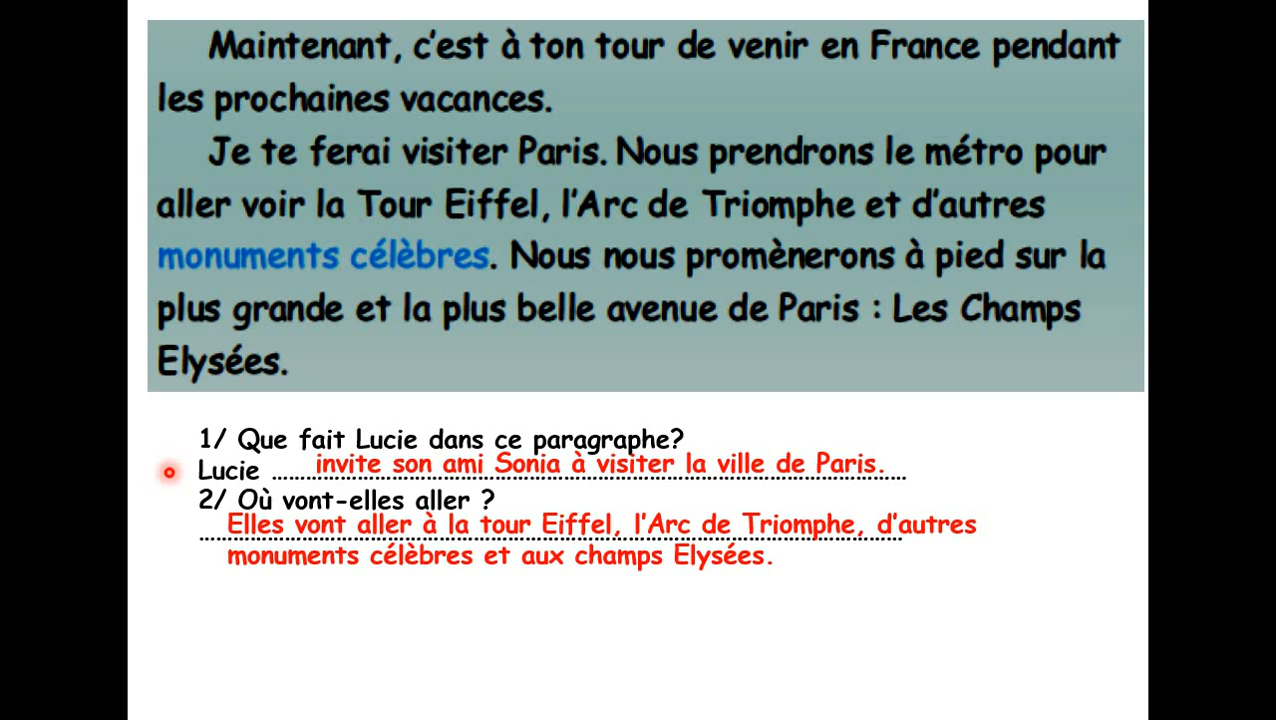 Maintenant, c'est à ton tour de venir en France pendant
les prochaines vacances.
Je te ferai visiter Paris. Nous prendrons le métro pour
aller voir la Tour Eiffel, l'Arc de Triomphe et d'autres
monuments célèbres. Nous nous promènerons à pied sur la
plus grande et la plus belle avenue de Paris : Les Champs
Elysées.
1/ Que fait Lucie dans ce paragraphe?
Lucie invite son ami Sonia à visiter la ville de Paris.
2/ Où vont-elles aller ?
Elles vont aller à la tour Eiffel, l'Arc de Triomphe, d'autres
monuments célèbres et aux champs Elysées.